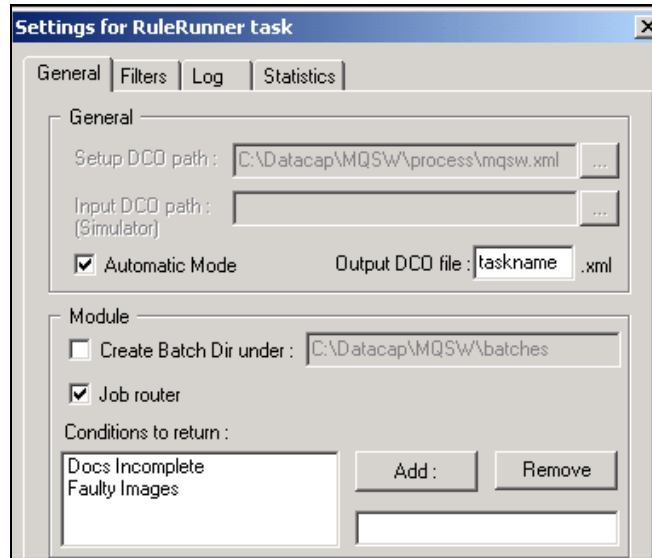 Settings for RuleRunner task
General Filters Log Statistics
General
Setup DCO path : C:\Datacap\MQSW\process\mqsw.xml ...
Input DCO path : ...
(Simulator)
Automatic Mode Output DCO file : taskname .xml
Module
Create Batch Dir under : C:\Datacap\MQSW\batches
Job router
Conditions to return :
Docs Incomplete
Faulty Images
Add : Remove